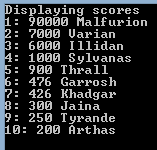 Displaying scores
1: 90000 Malfurion
2: 7000 Varian
3: 6000 Illidan
4: 1000 Sylvanas
5: 900 Thrall
6: 476 Garrosh
7: 426 Khadgar
8: 300 Jaina
9: 250 Tyrande
10: 200 Arthas